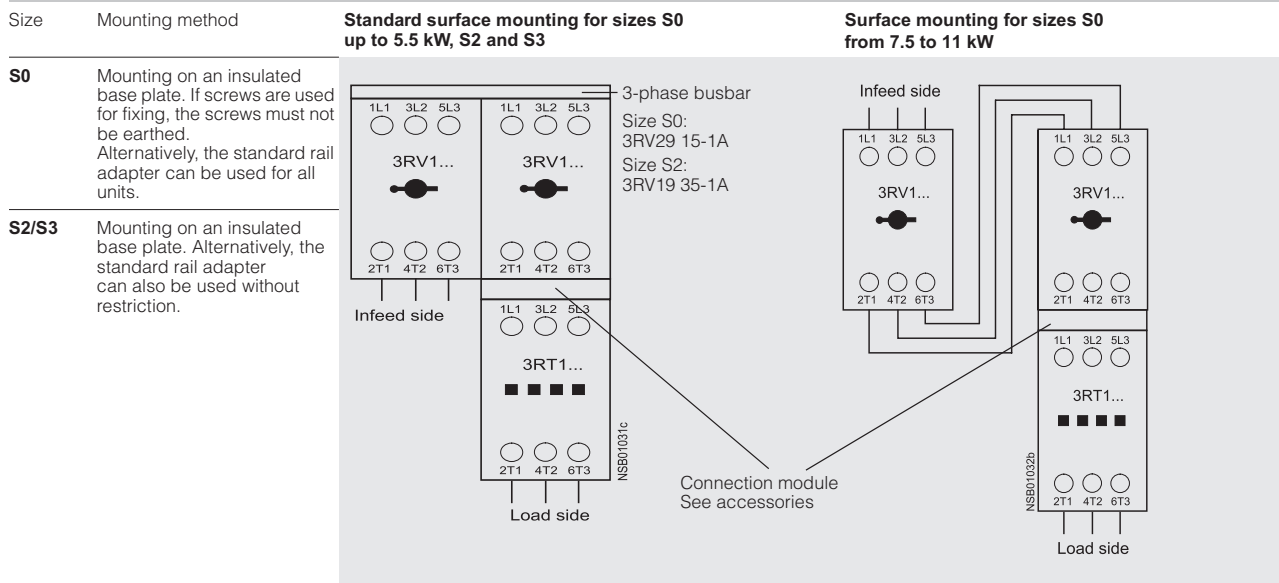 Size
Mounting method
Standard surface mounting for sizes S0
up to 5.5 kW, S2 and S3
Surface mounting for sizes S0
from 7.5 to 11 kW
S0
Mounting on an insulated
base plate. If screws are used
for fixing, the screws must not
be earthed.
Alternatively, the standard rail
adapter can be used for all
units.
S2/S3
Mounting on an insulated
base plate. Alternatively, the
standard rail adapter
can also be used without
restriction.
1L1 3L2 5L3
1L1 3L2 5L3
3-phase busbar
Size S0:
3RV29 15-1A
Size S2:
3RV19 35-1A
3RV1...
3RV1...
2T1 4T2 6T3
2T1 4T2 6T3
Infeed side
1L1 3L2 5L3
3RT1...
2T1 4T2 6T3
Load side
NSB01031c
Connection module
See accessories
Infeed side
1L1 3L2 5L3
1L1 3L2 5L3
3RV1...
3RV1...
2T1 4T2 6T3
2T1 4T2 6T3
1L1 3L2 5L3
3RT1...
2T1 4T2 6T3
Load side
NSB01032b